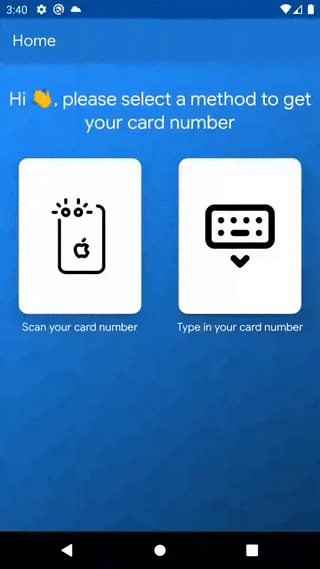 3:40
Home
Hi 👋, please select a method to get
your card number
Scan your card number
Type in your card number